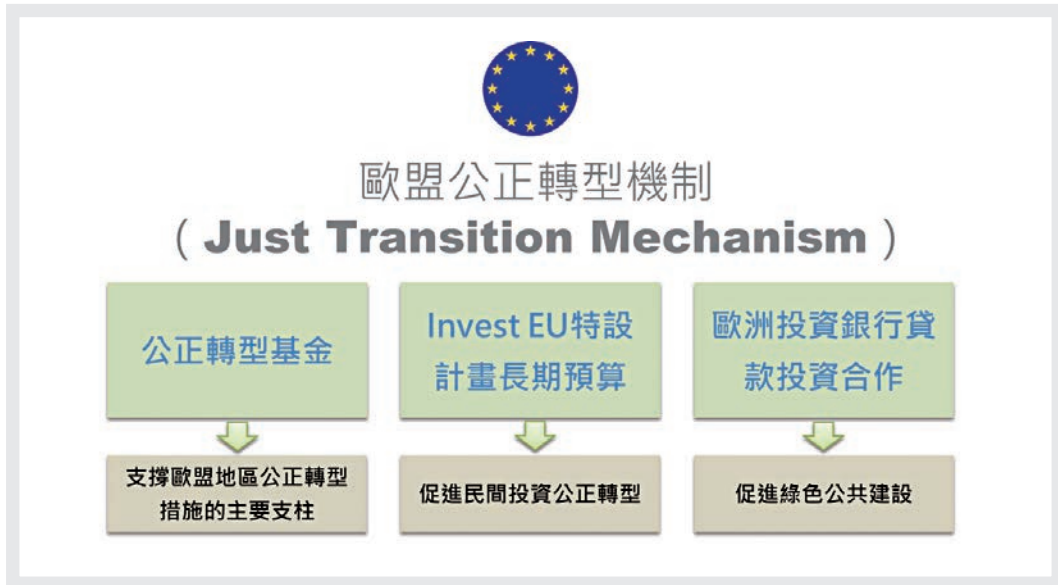 歐盟公正轉型機制
（Just Transition Mechanism）
公正轉型基金
支撐歐盟地區公正轉型
措施的主要支柱
Invest EU特設
計畫長期預算
促進民間投資公正轉型
歐洲投資銀行貸
款投資合作
促進綠色公共建設